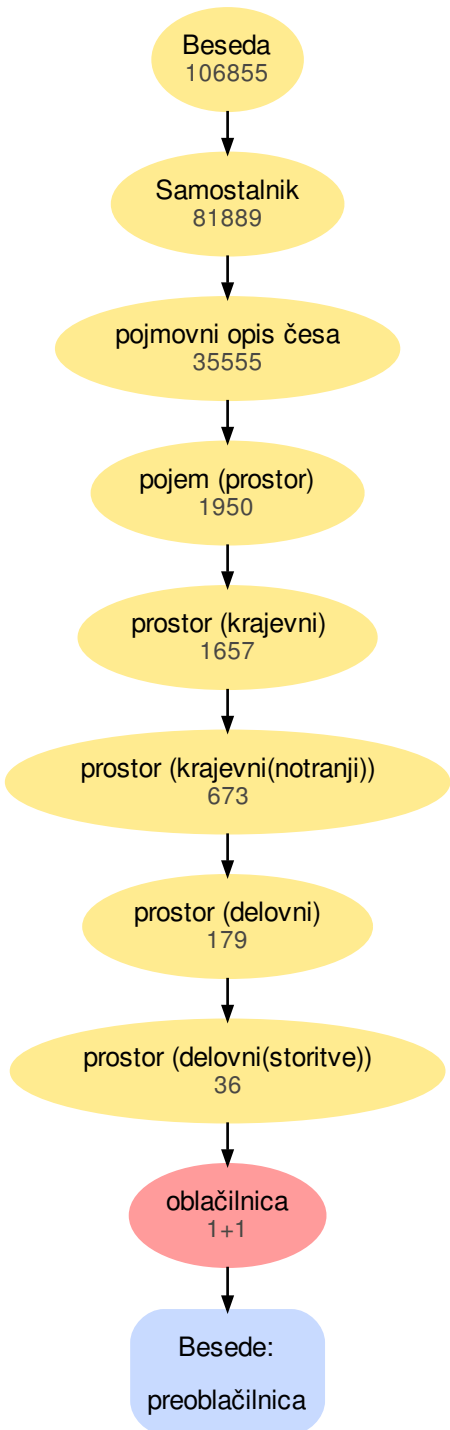 Beseda
106855
Samostalnik
81889
pojmovni opis česa
35555
pojem (prostor)
1950
prostor (krajevni)
1657
prostor (krajevni(notranji))
673
prostor (delovni)
179
prostor (delovni(storitve))
36
oblačilnica
1+1
Besede:
preoblačilnica